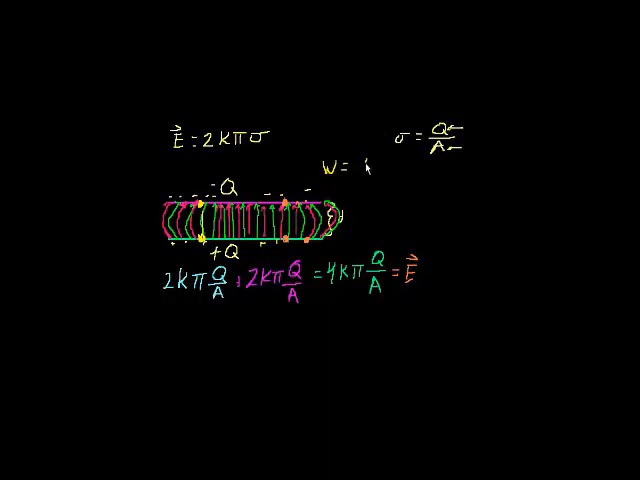 E⃗ = 2Kπσ
σ = Q/A
W =
- - - - - -Q - - -
d
+Q
2Kπ Q/A + 2Kπ Q/A = 4Kπ Q/A = E⃗